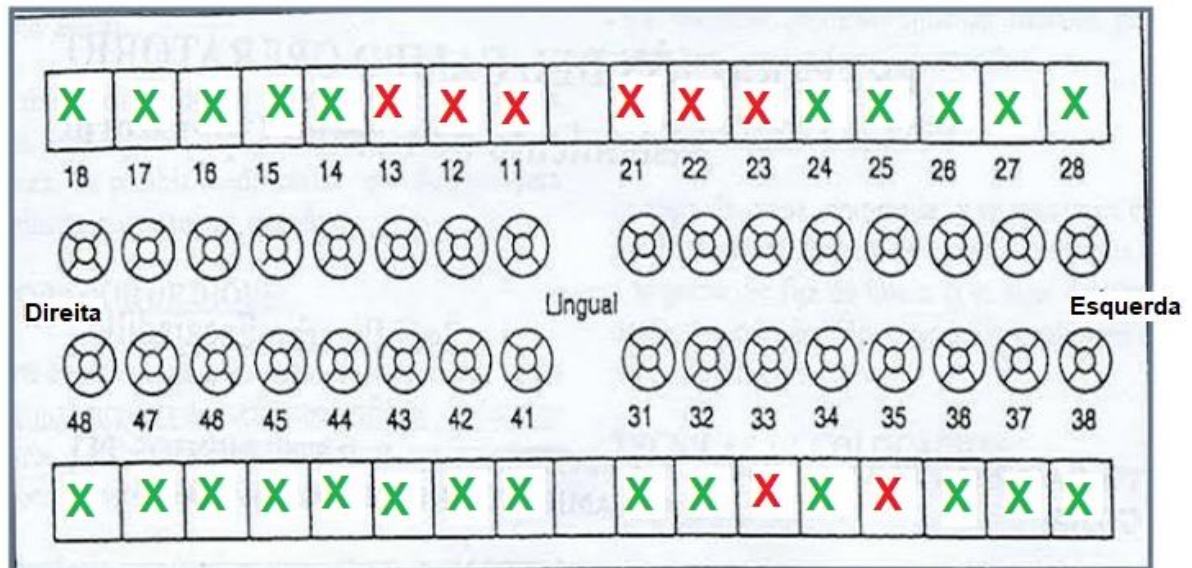 X X X X X X X X X X X X X X X X
18 17 16 15 14 13 12 11 21 22 23 24 25 26 27 28
Direita Lingual Esquerda
48 47 46 45 44 43 42 41 31 32 33 34 35 36 37 38
X X X X X X X X X X X X X X X X